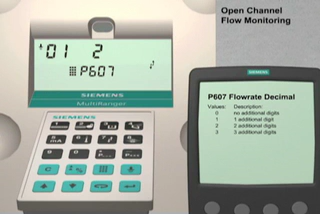 Open Channel
Flow Monitoring
01 2
P607
SIEMENS
MultiRanger
SIEMENS
SIEMENS
P607 Flowrate Decimal
Values: Description:
0 no additional digits
1 1 additional digit
2 2 additional digits
3 3 additional digits